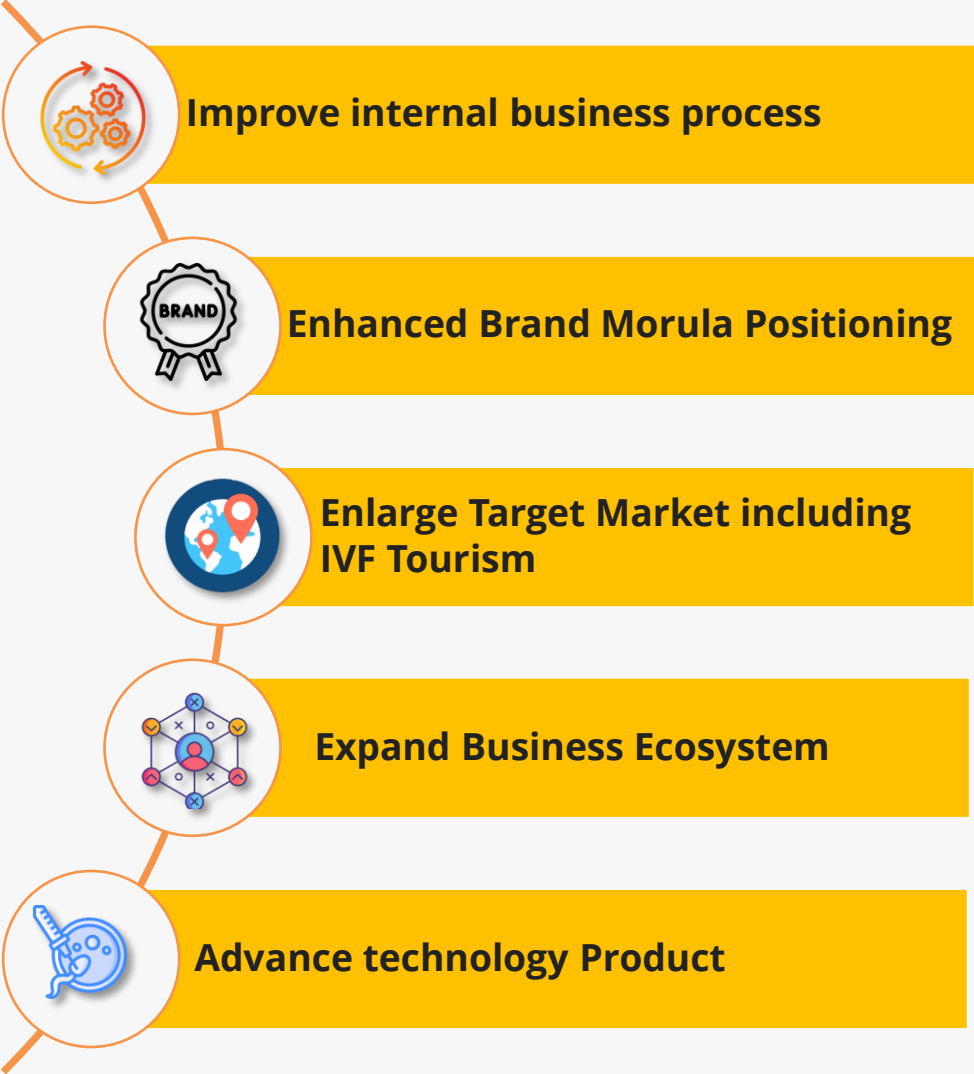 Improve internal business process
BRAND
Enhanced Brand Morula Positioning
Enlarge Target Market including
IVF Tourism
Expand Business Ecosystem
Advance technology Product